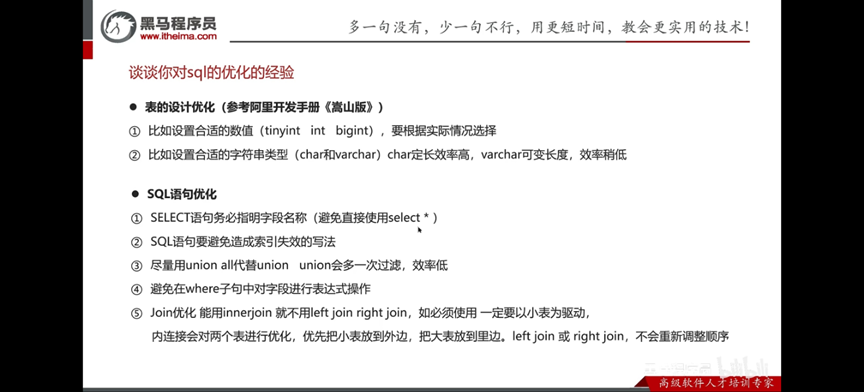 黑马程序员
www.itheima.com
多一句没有，少一句不行，用更短时间，教会更实用的技术!
谈谈你对sql的优化的经验
● 表的设计优化（参考阿里开发手册《嵩山版》）
① 比如设置合适的数值（tinyint int bigint），要根据实际情况选择
② 比如设置合适的字符串类型（char和varchar）char定长效率高，varchar可变长度，效率稍低
● SQL语句优化
① SELECT语句务必指明字段名称（避免直接使用select * ）
② SQL语句要避免造成索引失效的写法
③ 尽量用union all代替union union会多一次过滤，效率低
④ 避免在where子句中对字段进行表达式操作
⑤ Join优化 能用innerjoin 就不用left join right join，如必须使用 一定要以小表为驱动，
内连接会对两个表进行优化，优先把小表放到外边，把大表放到里边。left join 或 right join，不会重新调整顺序
高级软件人才培训专家